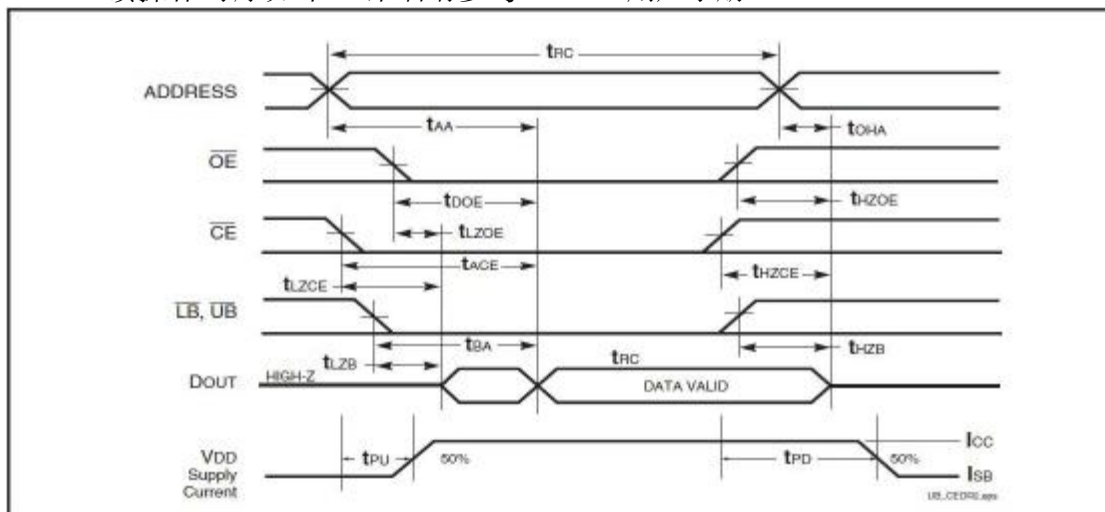 tRC
ADDRESS
tAA
tOHA
OE
tDOE
tHZOE
CE
tLZOE
tACE
tHZCE
tLZCE
LB, UB
tBA
tHZB
tLZB
tRC
DOUT
HIGH-Z
DATA VALID
ICC
VDD
Supply
Current
tPU
50%
tPD
50%
ISB